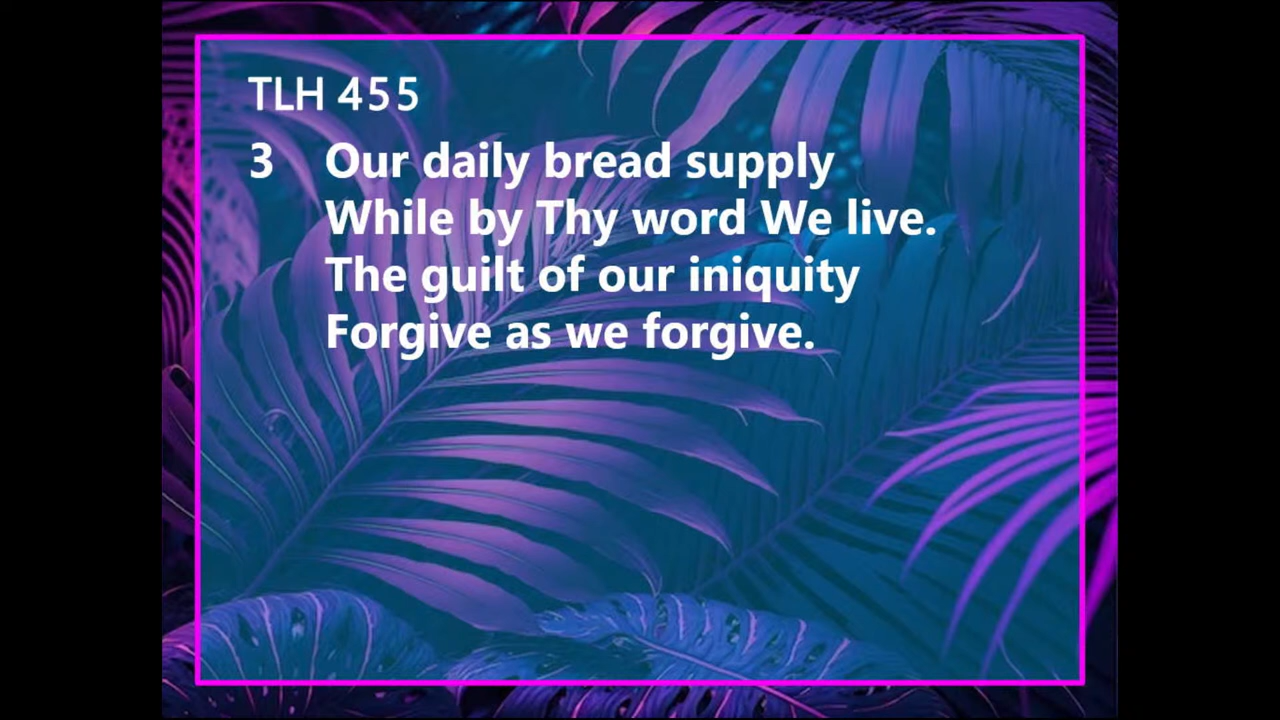 TLH 455
3 Our daily bread supply
While by Thy word We live.
The guilt of our iniquity
Forgive as we forgive.